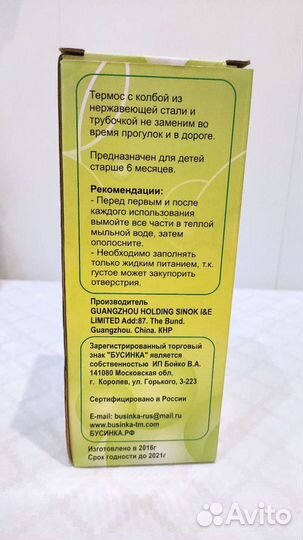 Термос с колбой из
нержавеющей стали и
трубочкой не заменим во
время прогулок и в дороге.
Предназначен для детей
старше 6 месяцев.
Рекомендации:
- Перед первым и после
каждого использования
вымойте все части в теплой
мыльной воде, затем
ополосните.
- Необходимо заполнять
только жидким питанием, т.к.
густое может закупорить
отверстия.
Производитель
GUANGZHOU HOLDING SINOK I&E
LIMITED Add:87. The Bund.
Guangzhou. China. КНР
Зарегистрированный торговый
знак "БУСИНКА" является
собственностью ИП Бойко В.А.
141080 Московская обл,
г. Королев, ул. Горького, 3-223
Сертифицировано в России
E-mail: businka-rus@mail.ru
www.businka-tm.com
БУСИНКА.РФ
Изготовлено в 2016г
Срок годности до 2021г
Avito